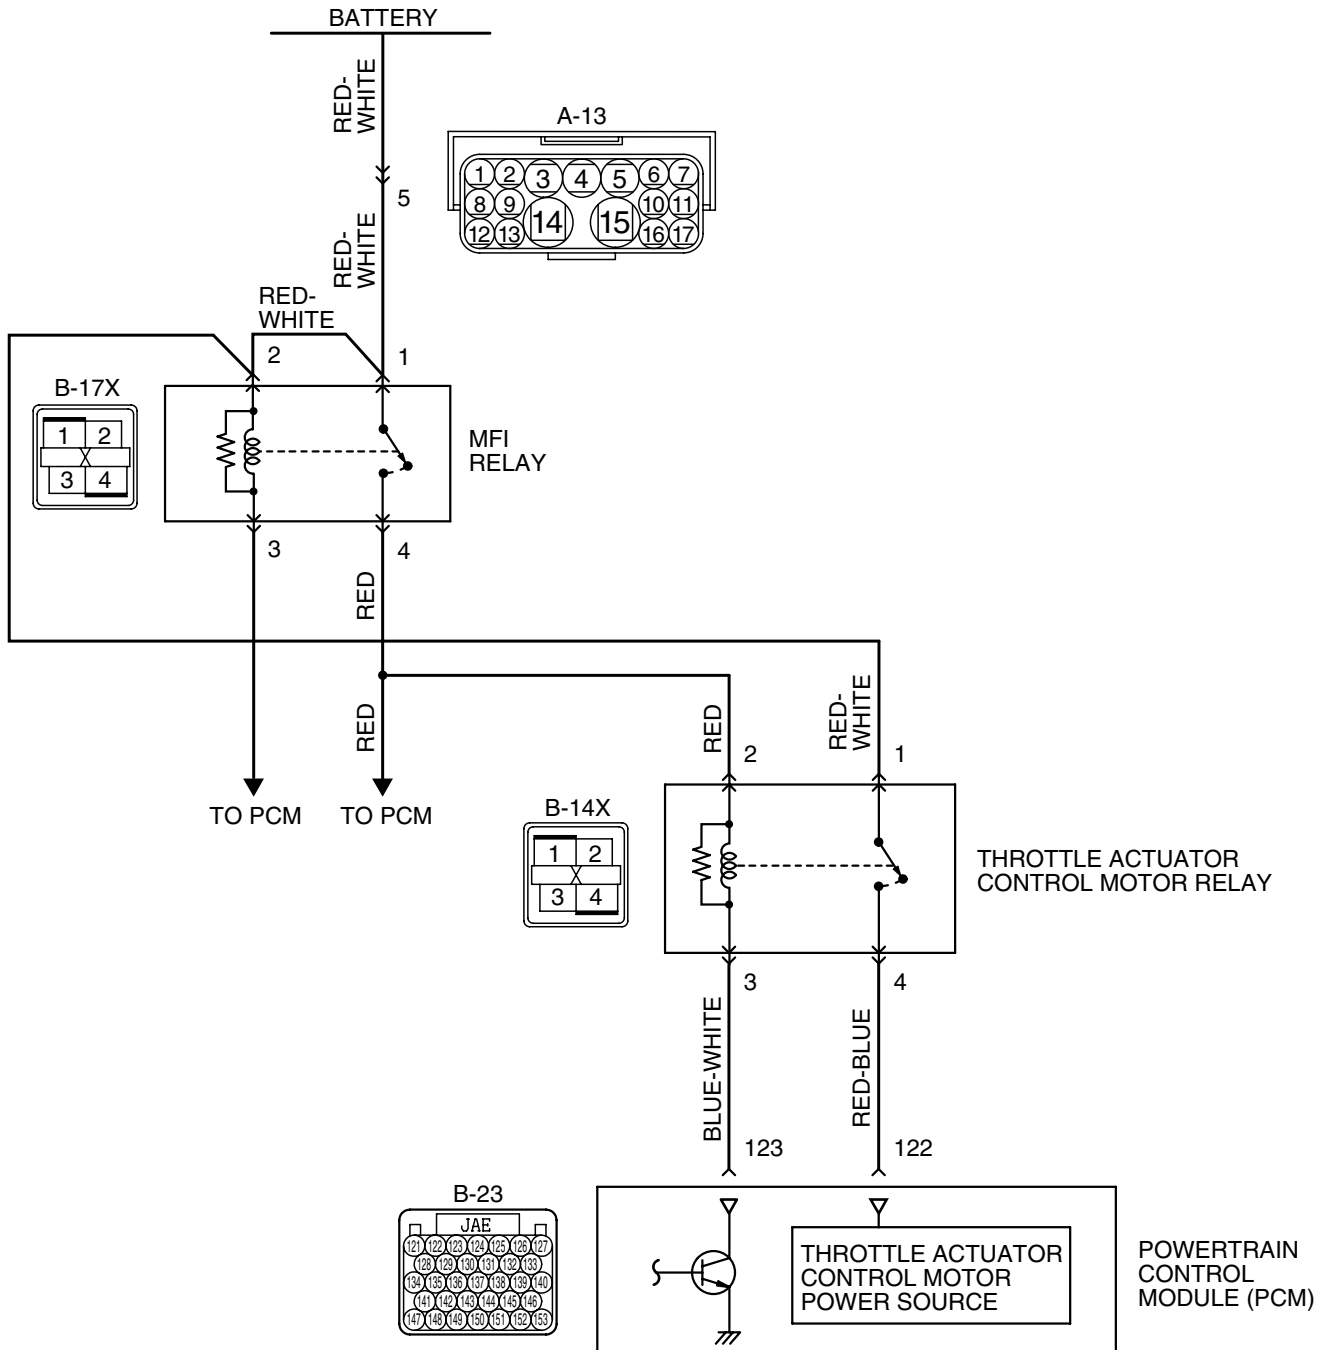 BATTERY
RED-
WHITE
A-13
1 2 3 4 5 6 7
8 9 14 15 10 11
12 13 16 17
5
RED-
WHITE
RED-
WHITE
2
1
B-17X
1 2
3 4
MFI
RELAY
3
4
RED
RED
TO PCM
TO PCM
RED
RED-
WHITE
2
1
B-14X
1 2
3 4
THROTTLE ACTUATOR
CONTROL MOTOR RELAY
3
4
BLUE-WHITE
RED-BLUE
123
122
B-23
JAE
121 122 123 124 125 126 127
128 129 130 131 132 133
134 135 136 137 138 139 140
141 142 143 144 145 146
147 148 149 150 151 152 153
THROTTLE ACTUATOR
CONTROL MOTOR
POWER SOURCE
POWERTRAIN
CONTROL
MODULE (PCM)